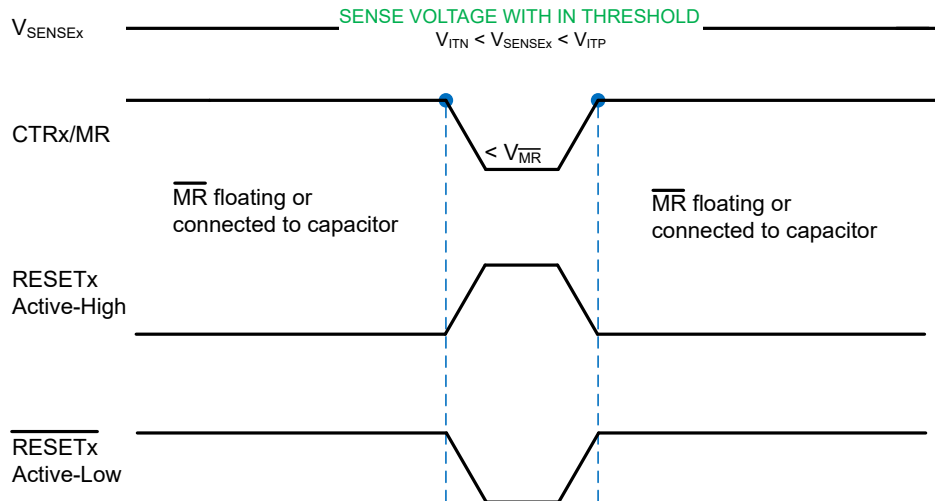 SENSE VOLTAGE WITH IN THRESHOLD
VSENSEx
VITN < VSENSEx < VITP
CTRx/MR
< VMR
MR floating or
connected to capacitor
MR floating or
connected to capacitor
RESETx
Active-High
RESETx
Active-Low